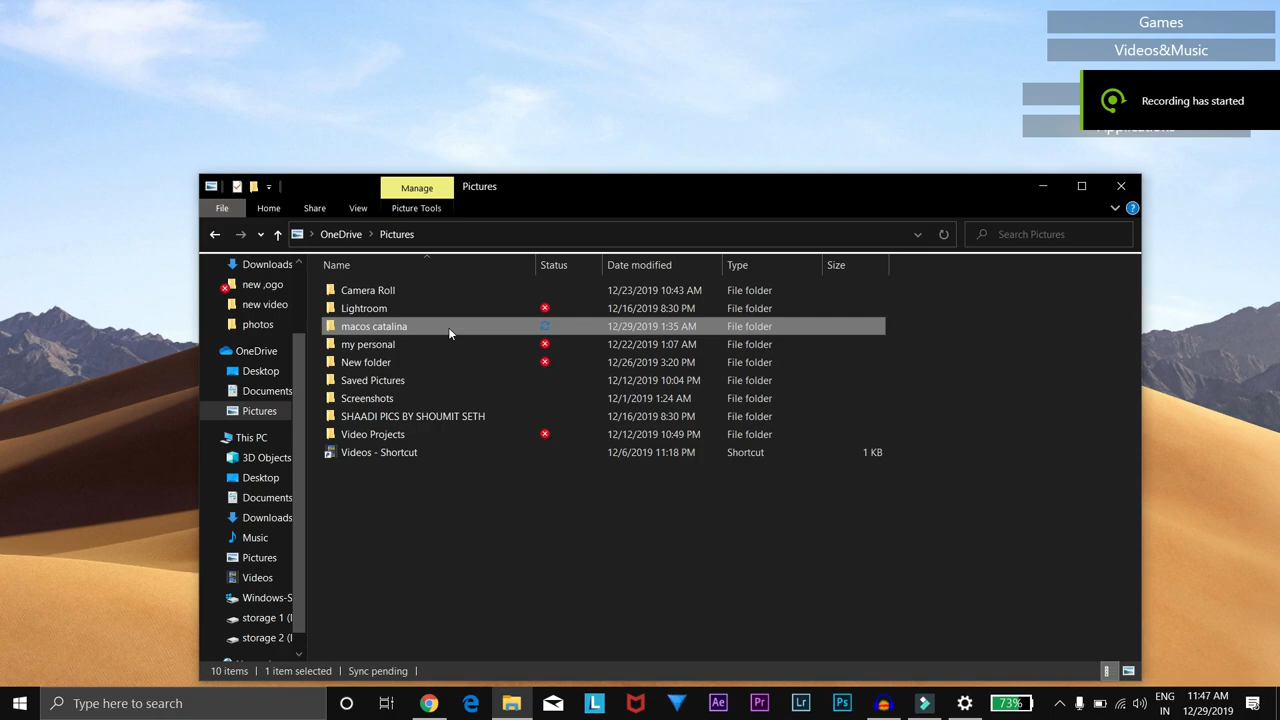 Games
Videos&Music
Recording has started
Applications
Manage
Pictures
File
Home
Share
View
Picture Tools
OneDrive
Pictures
Search Pictures
Name
Status
Date modified
Type
Size
Downloads
new ,ogo
new video
photos
OneDrive
Desktop
Documents
Pictures
This PC
3D Objects
Desktop
Documents
Downloads
Music
Pictures
Videos
Windows-S
storage 1 (
storage 2 (
Camera Roll 12/23/2019 10:43 AM File folder
Lightroom 12/16/2019 8:30 PM File folder
macos catalina 12/29/2019 1:35 AM File folder
my personal 12/22/2019 1:07 AM File folder
New folder 12/26/2019 3:20 PM File folder
Saved Pictures 12/12/2019 10:04 PM File folder
Screenshots 12/1/2019 1:24 AM File folder
SHAADI PICS BY SHOUMIT SETH 12/16/2019 8:30 PM File folder
Video Projects 12/12/2019 10:49 PM File folder
Videos - Shortcut 12/6/2019 11:18 PM Shortcut 1 KB
10 items
1 item selected
Sync pending
Type here to search
L
Ae
Pr
Lr
Ps
73%
ENG
IN
11:47 AM
12/29/2019